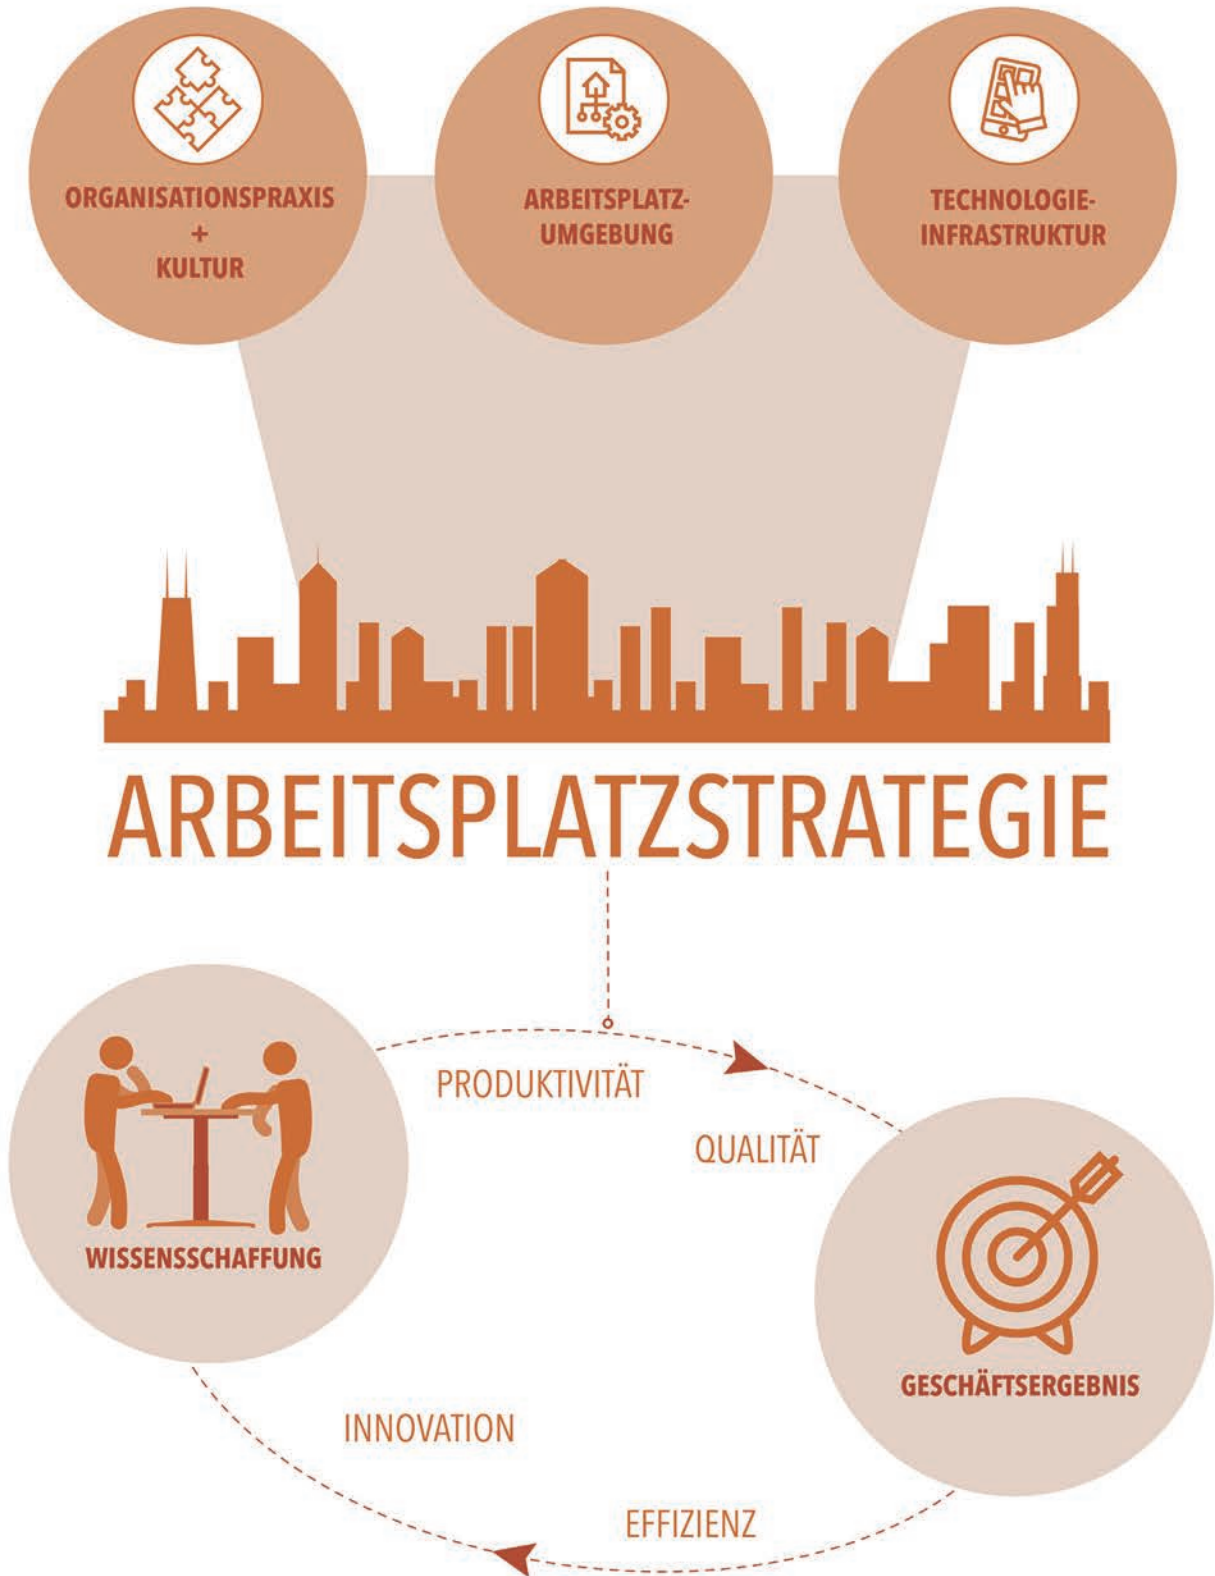 ORGANISATIONSPRAXIS
+
KULTUR
ARBEITSPLATZ-
UMGEBUNG
TECHNOLOGIE-
INFRASTRUKTUR
ARBEITSPLATZSTRATEGIE
PRODUKTIVITÄT
QUALITÄT
WISSENSSCHAFFUNG
GESCHÄFTSERGEBNIS
INNOVATION
EFFIZIENZ